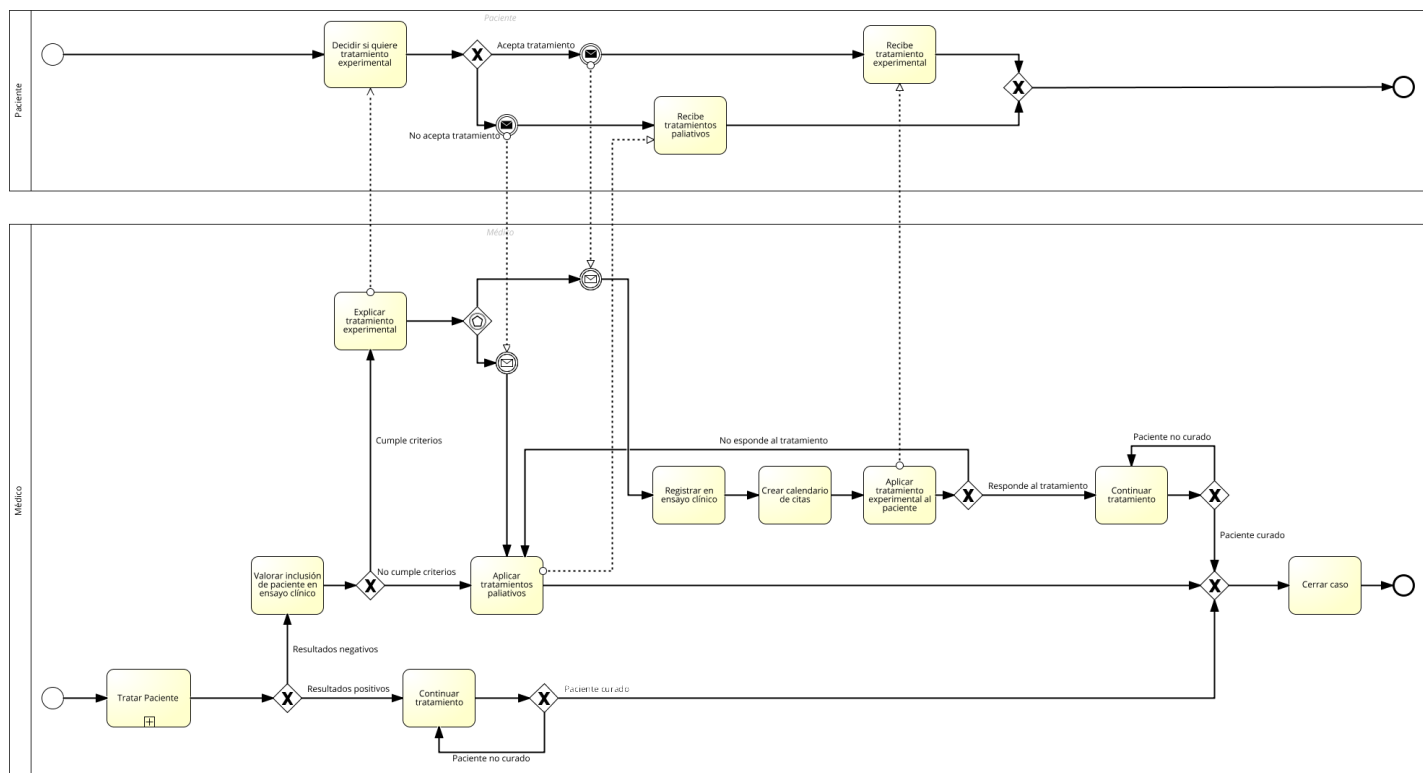 Paciente
Paciente
Decidir si quiere
tratamiento
experimental
Acepta tratamiento
Recibe
tratamiento
experimental
No acepta tratamiento
Recibe
tratamientos
paliativos
Médico
Médico
Explicar
tratamiento
experimental
Cumple criterios
No esponde al tratamiento
Paciente no curado
Registrar en
ensayo clínico
Crear calendario
de citas
Aplicar
tratamiento
experimental al
paciente
Responde al tratamiento
Continuar
tratamiento
Paciente curado
Valorar inclusión
de paciente en
ensayo clínico
No cumple criterios
Aplicar
tratamientos
paliativos
Cerrar caso
Resultados negativos
Tratar Paciente
Resultados positivos
Continuar
tratamiento
Paciente curado
Paciente no curado